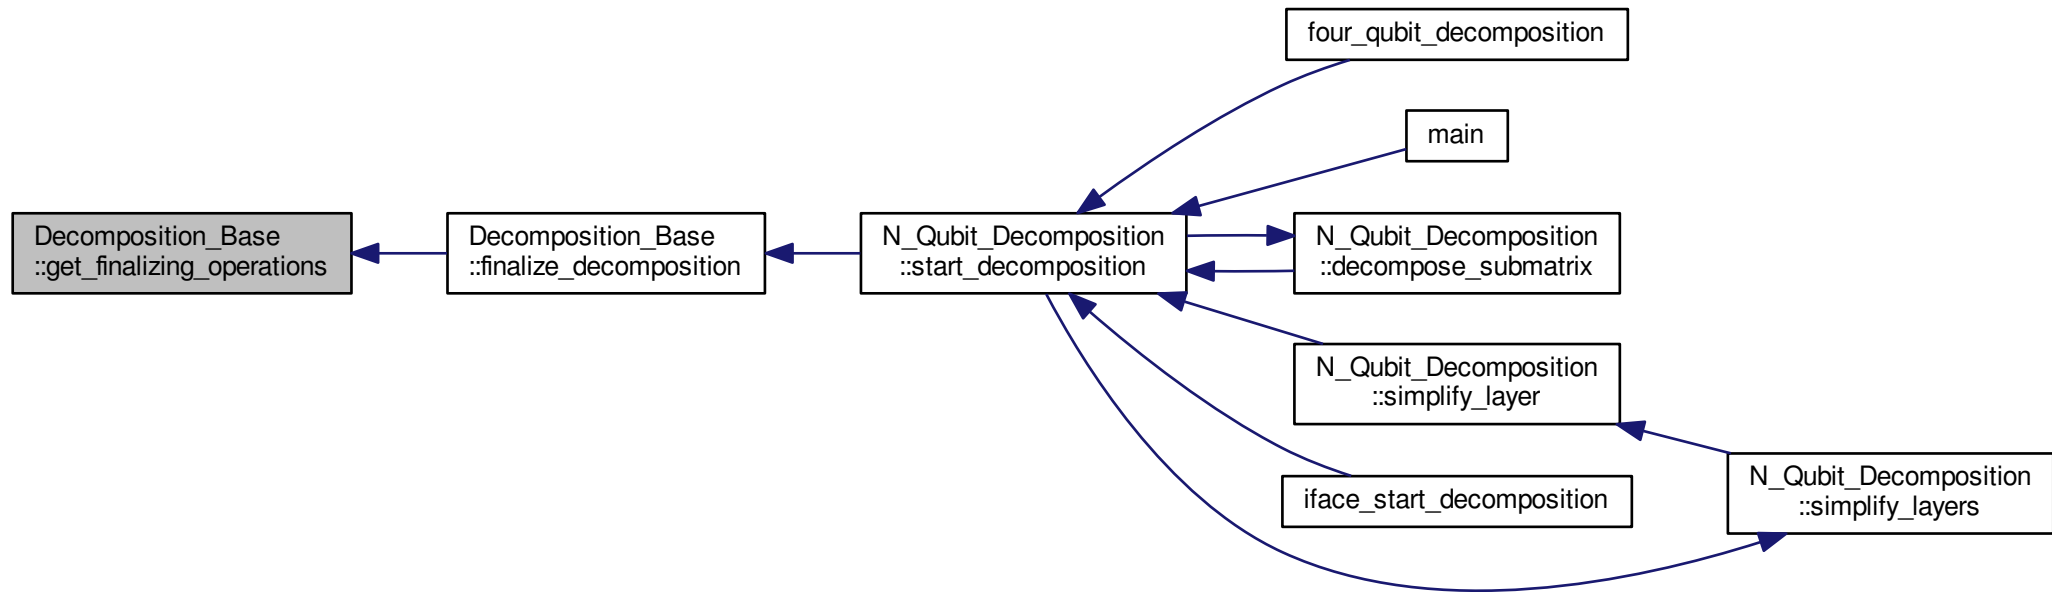 four_qubit_decomposition
main
Decomposition_Base
::get_finalizing_operations
Decomposition_Base
::finalize_decomposition
N_Qubit_Decomposition
::start_decomposition
N_Qubit_Decomposition
::decompose_submatrix
N_Qubit_Decomposition
::simplify_layer
iface_start_decomposition
N_Qubit_Decomposition
::simplify_layers